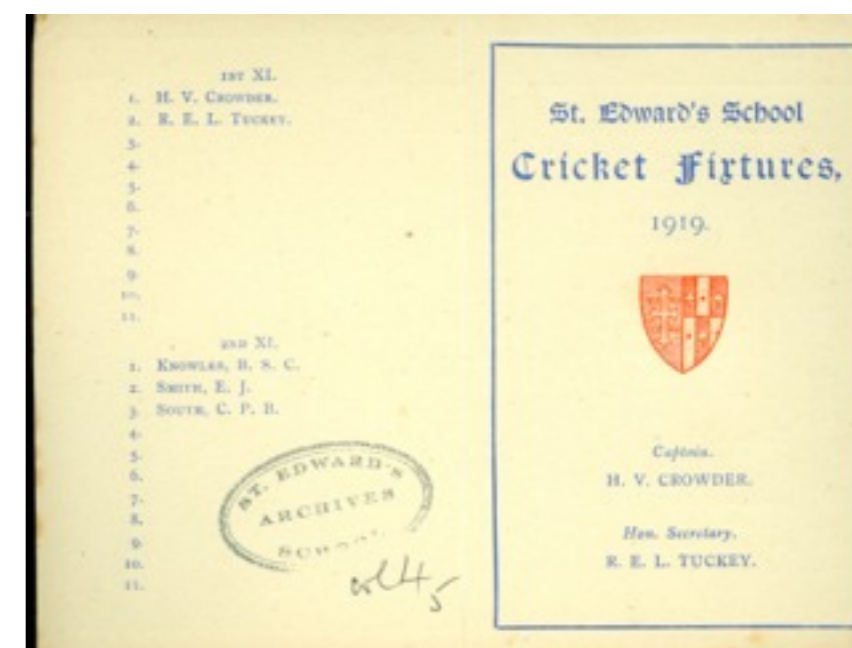 1ST XI.
1. H. V. CROWDER.
2. R. E. L. TUCKEY.
3.
4.
5.
6.
7.
8.
9.
10.
11.
2ND XI.
1. KNOWLES, B. S. C.
2. SMITH, E. J.
3. SOUTH, C. P. B.
4.
5.
6.
7.
8.
9.
10.
11.
ST. EDWARD'S
ARCHIVES
SCHOOL
St. Edward's School
Cricket Fixtures,
1919.
Captain.
H. V. CROWDER.
Hon. Secretary.
R. E. L. TUCKEY.